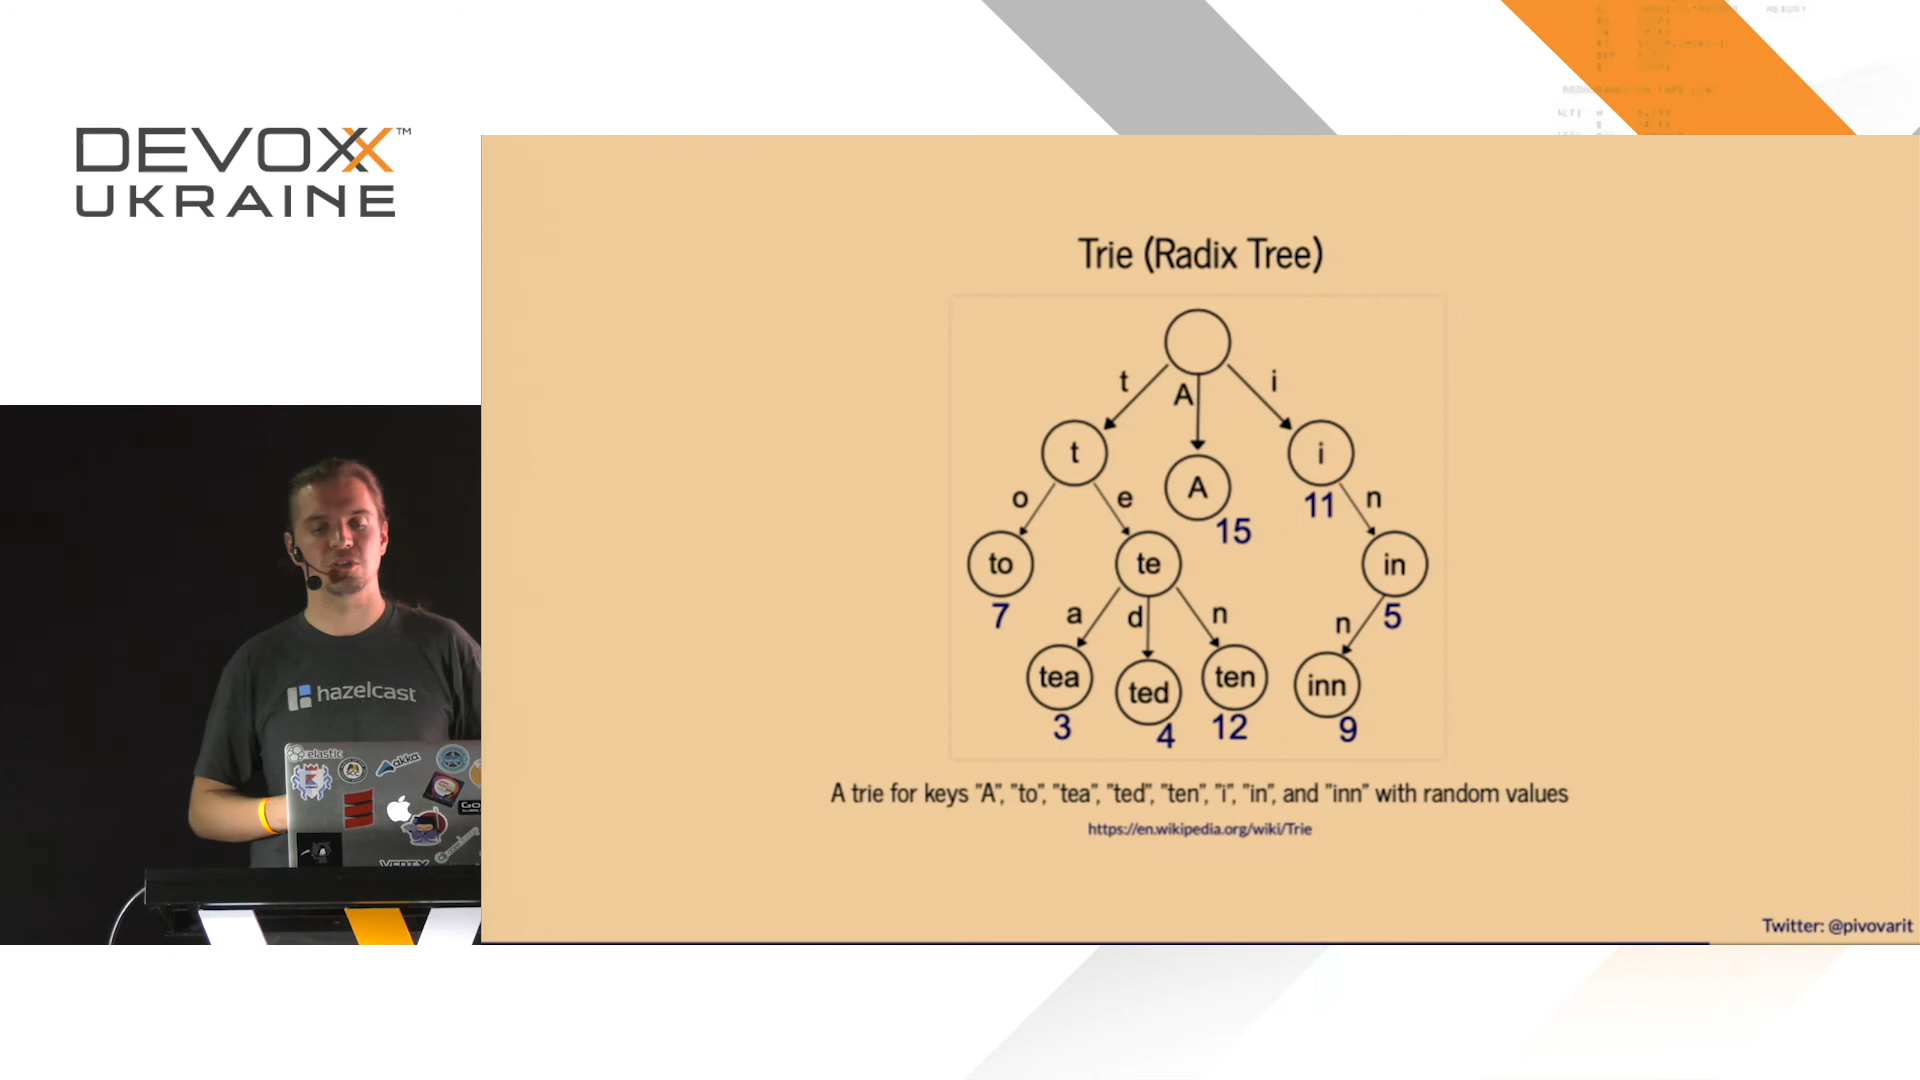 DEVOXX™
UKRAINE
Trie (Radix Tree)
t
A
i
t
A
i
15
11
o
e
n
to
te
in
7
5
a
d
n
n
tea
ted
ten
inn
3
4
12
9
A trie for keys "A", "to", "tea", "ted", "ten", "i", "in", and "inn" with random values
https://en.wikipedia.org/wiki/Trie
Twitter: @pivovarit
hazelcast
elastic
akka
GO